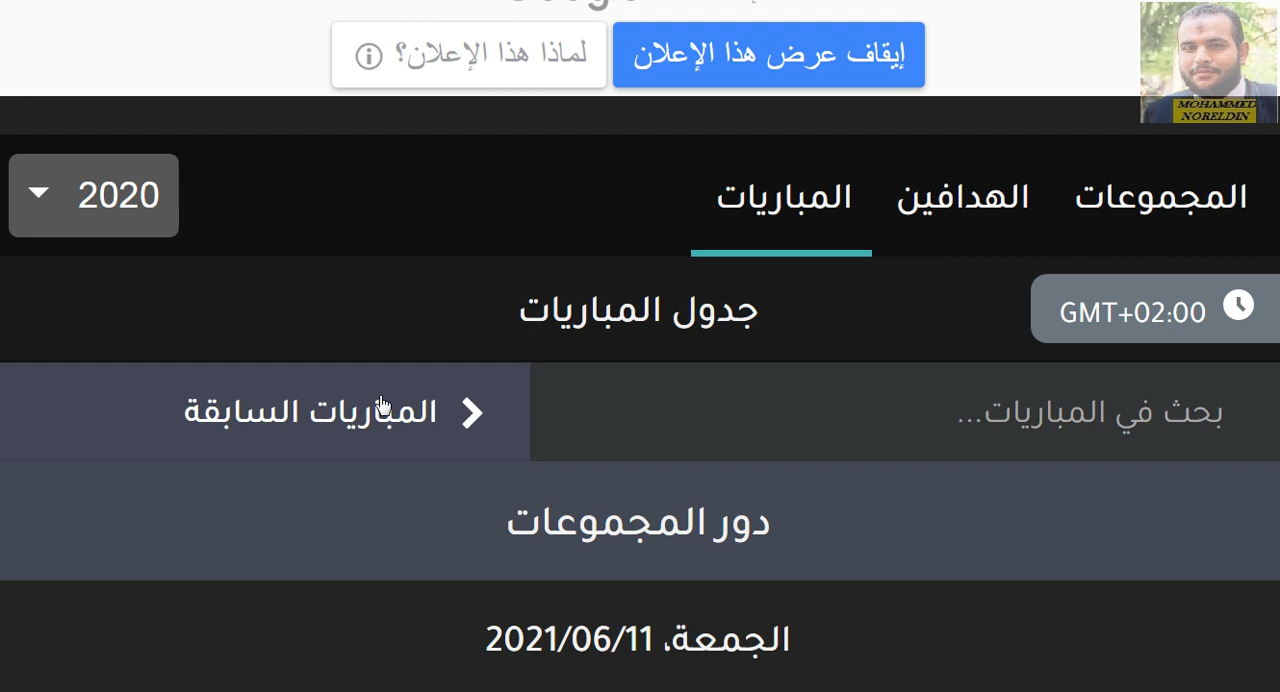 إيقاف عرض هذا الإعلان
لماذا هذا الإعلان؟
MOHAMMED
NORELDIN
المجموعات
الهدافين
المباريات
2020
GMT+02:00
جدول المباريات
بحث في المباريات...
المباريات السابقة
دور المجموعات
الجمعة، 2021/06/11